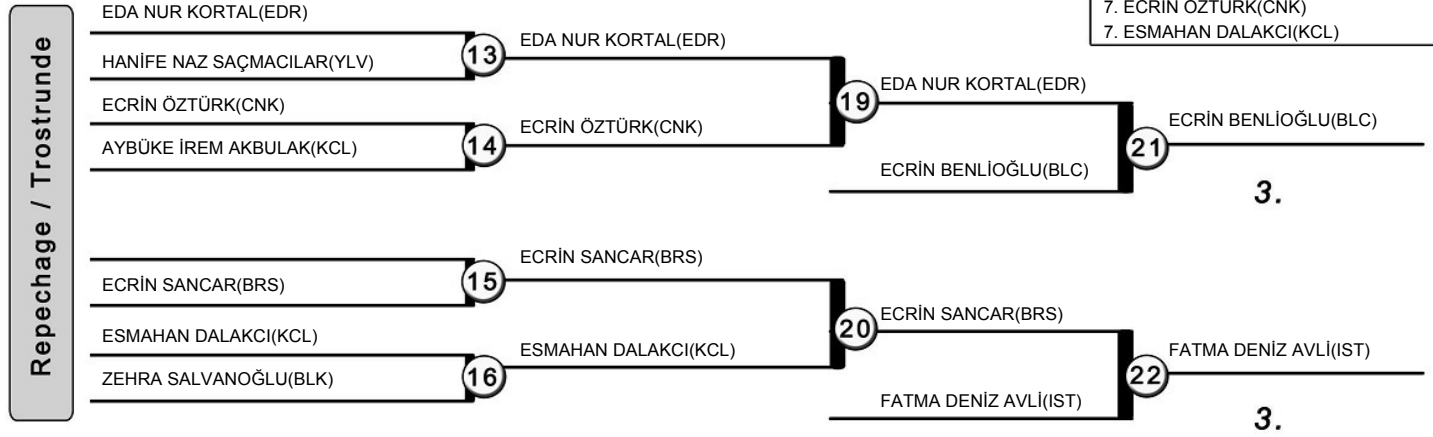 Repechage / Trostrunde
7. ECRİN ÖZTÜRK(CNK)
7. ESMAHAN DALAKCI(KCL)
EDA NUR KORTAL(EDR)
HANİFE NAZ SAÇMACILAR(YLV)
13
EDA NUR KORTAL(EDR)
ECRİN ÖZTÜRK(CNK)
AYBÜKE İREM AKBULAK(KCL)
14
ECRİN ÖZTÜRK(CNK)
19
EDA NUR KORTAL(EDR)
ECRİN BENLİOĞLU(BLC)
21
ECRİN BENLİOĞLU(BLC)
3.
ECRİN SANCAR(BRS)
15
ECRİN SANCAR(BRS)
ESMAHAN DALAKCI(KCL)
ZEHRA SALVANOĞLU(BLK)
16
ESMAHAN DALAKCI(KCL)
20
ECRİN SANCAR(BRS)
FATMA DENİZ AVLİ(IST)
22
FATMA DENİZ AVLİ(IST)
3.